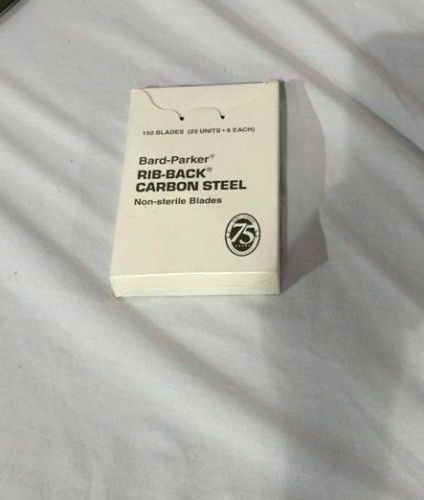 150 BLADES (25 UNITS • 6 EACH)
Bard-Parker®
RIB-BACK®
CARBON STEEL
Non-sterile Blades
75